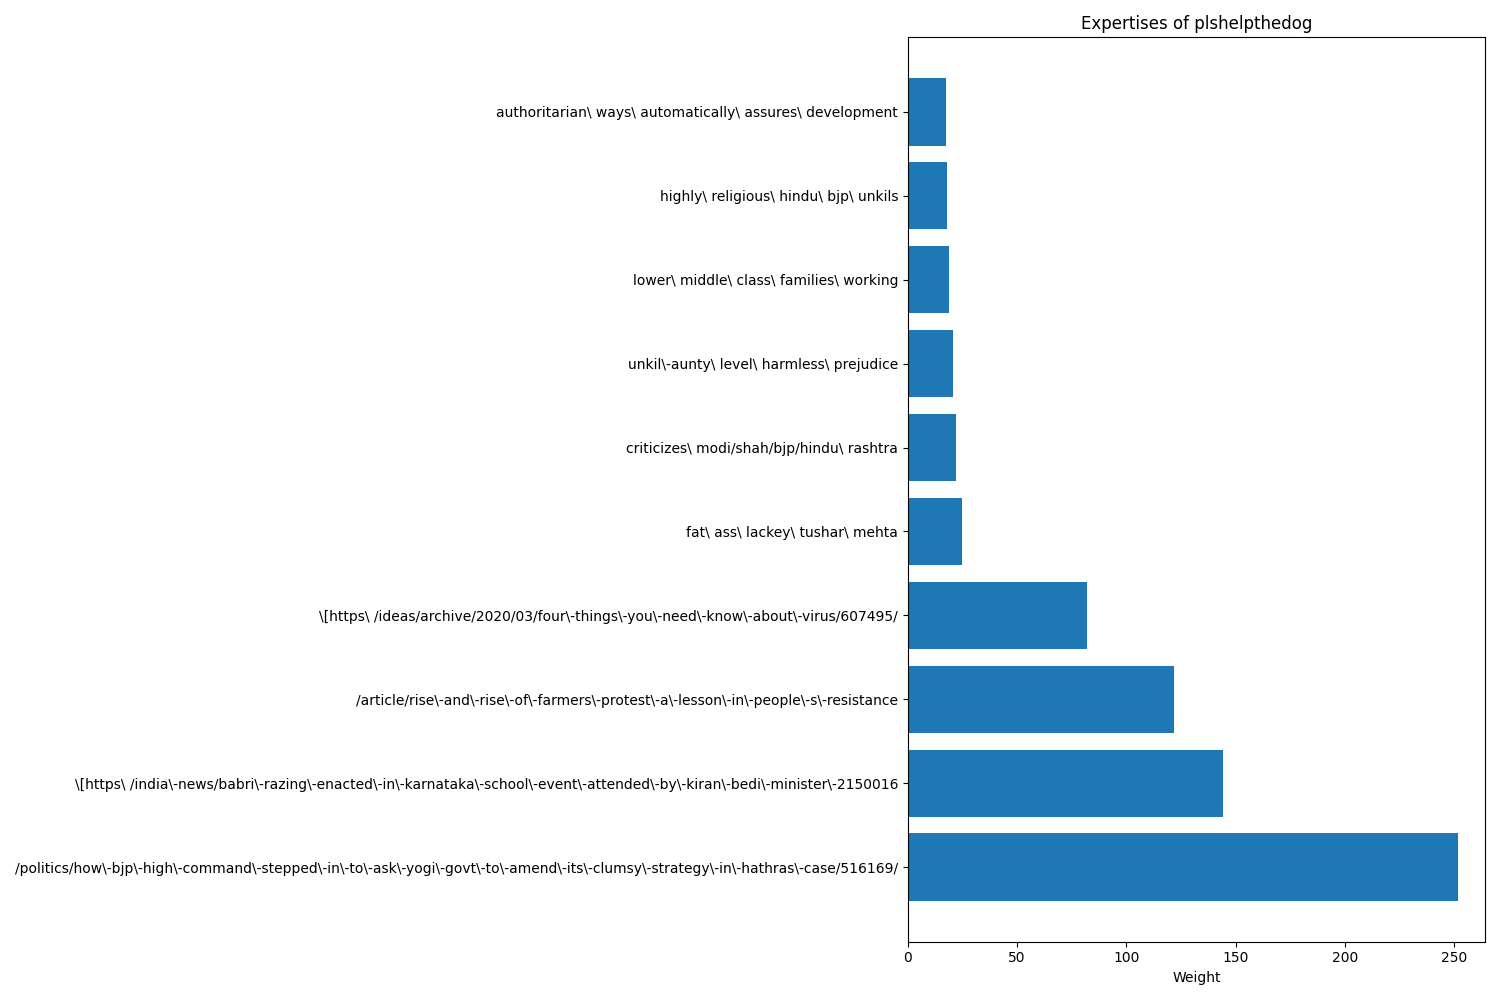 Expertises of plshelpthedog
authoritarian\ ways\ automatically\ assures\ development
highly\ religious\ hindu\ bjp\ unkils
lower\ middle\ class\ families\ working
unkil\-aunty\ level\ harmless\ prejudice
criticizes\ modi/shah/bjp/hindu\ rashtra
fat\ ass\ lackey\ tushar\ mehta
\[https\ /ideas/archive/2020/03/four\-things\-you\-need\-know\-about\-virus/607495/
/article/rise\-and\-rise\-of\-farmers\-protest\-a\-lesson\-in\-people\-s\-resistance
\[https\ /india\-news/babri\-razing\-enacted\-in\-karnataka\-school\-event\-attended\-by\-kiran\-bedi\-minister\-2150016
/politics/how\-bjp\-high\-command\-stepped\-in\-to\-ask\-yogi\-govt\-to\-amend\-its\-clumsy\-strategy\-in\-hathras\-case/516169/
0 50 100 150 200 250
Weight